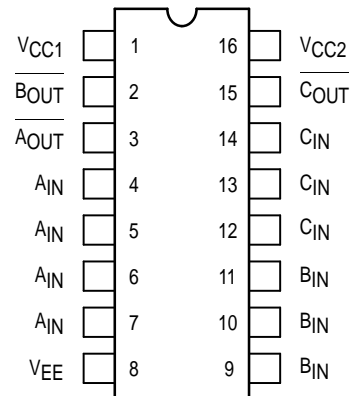 VCC1 1 16 VCC2
BOUT 2 15 COUT
AOUT 3 14 CIN
AIN 4 13 CIN
AIN 5 12 CIN
AIN 6 11 BIN
AIN 7 10 BIN
VEE 8 9 BIN